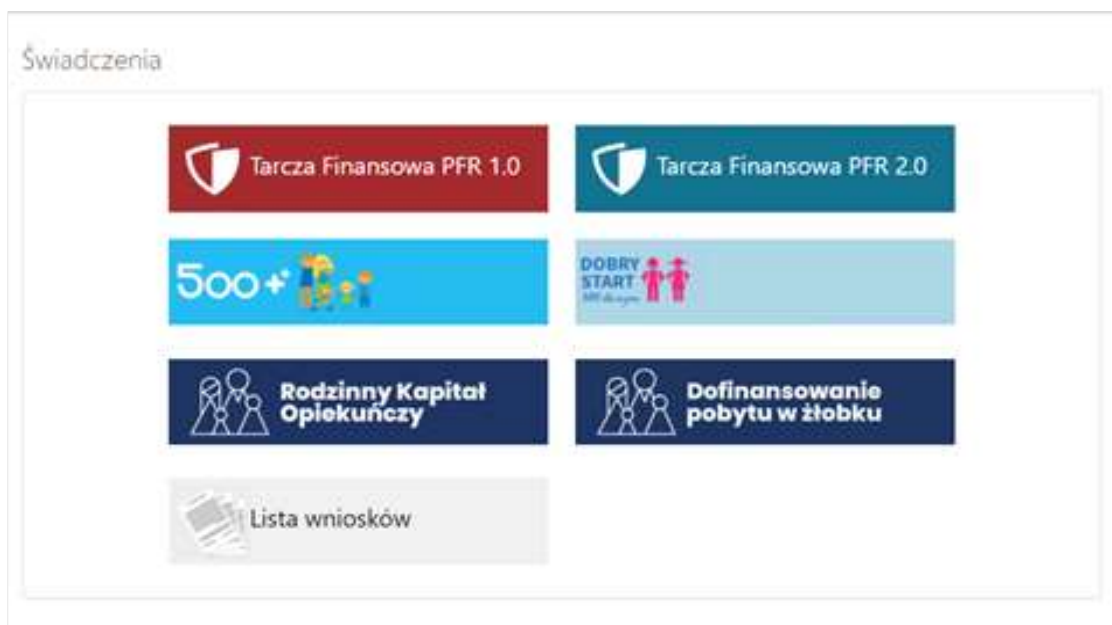 Świadczenia
Tarcza Finansowa PFR 1.0
Tarcza Finansowa PFR 2.0
500+
DOBRY
START
Rodzinny Kapitał
Opiekuńczy
Dofinansowanie
pobytu w żłobku
Lista wniosków